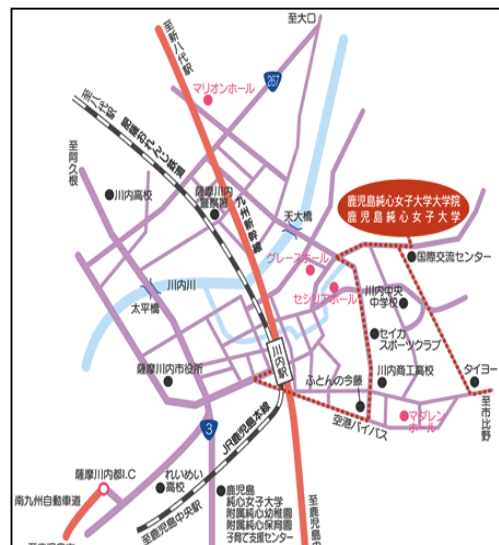 至大口
至新八代駅
267
マリオンホール
至八代駅
肥薩おれんじ鉄道
至阿久根
川内高校
薩摩川内
警察署
九州新幹線
天大橋
鹿児島純心女子大学大学院
鹿児島純心女子大学
国際交流センター
グレースホール
セシリアホール
川内中央
中学校
川内川
太平橋
セイカ
スポーツクラブ
川内駅
薩摩川内市役所
川内商工高校
ふとんの今藤
タイヨー
空港バイパス
マグレン
ホール
至市比野
3
JR鹿児島本線
薩摩川内都I.C
れいめい
高校
南九州自動車道
至鹿児島中央駅
鹿児島
純心女子大学
附属純心幼稚園
附属純心保育園
子育て支援センター